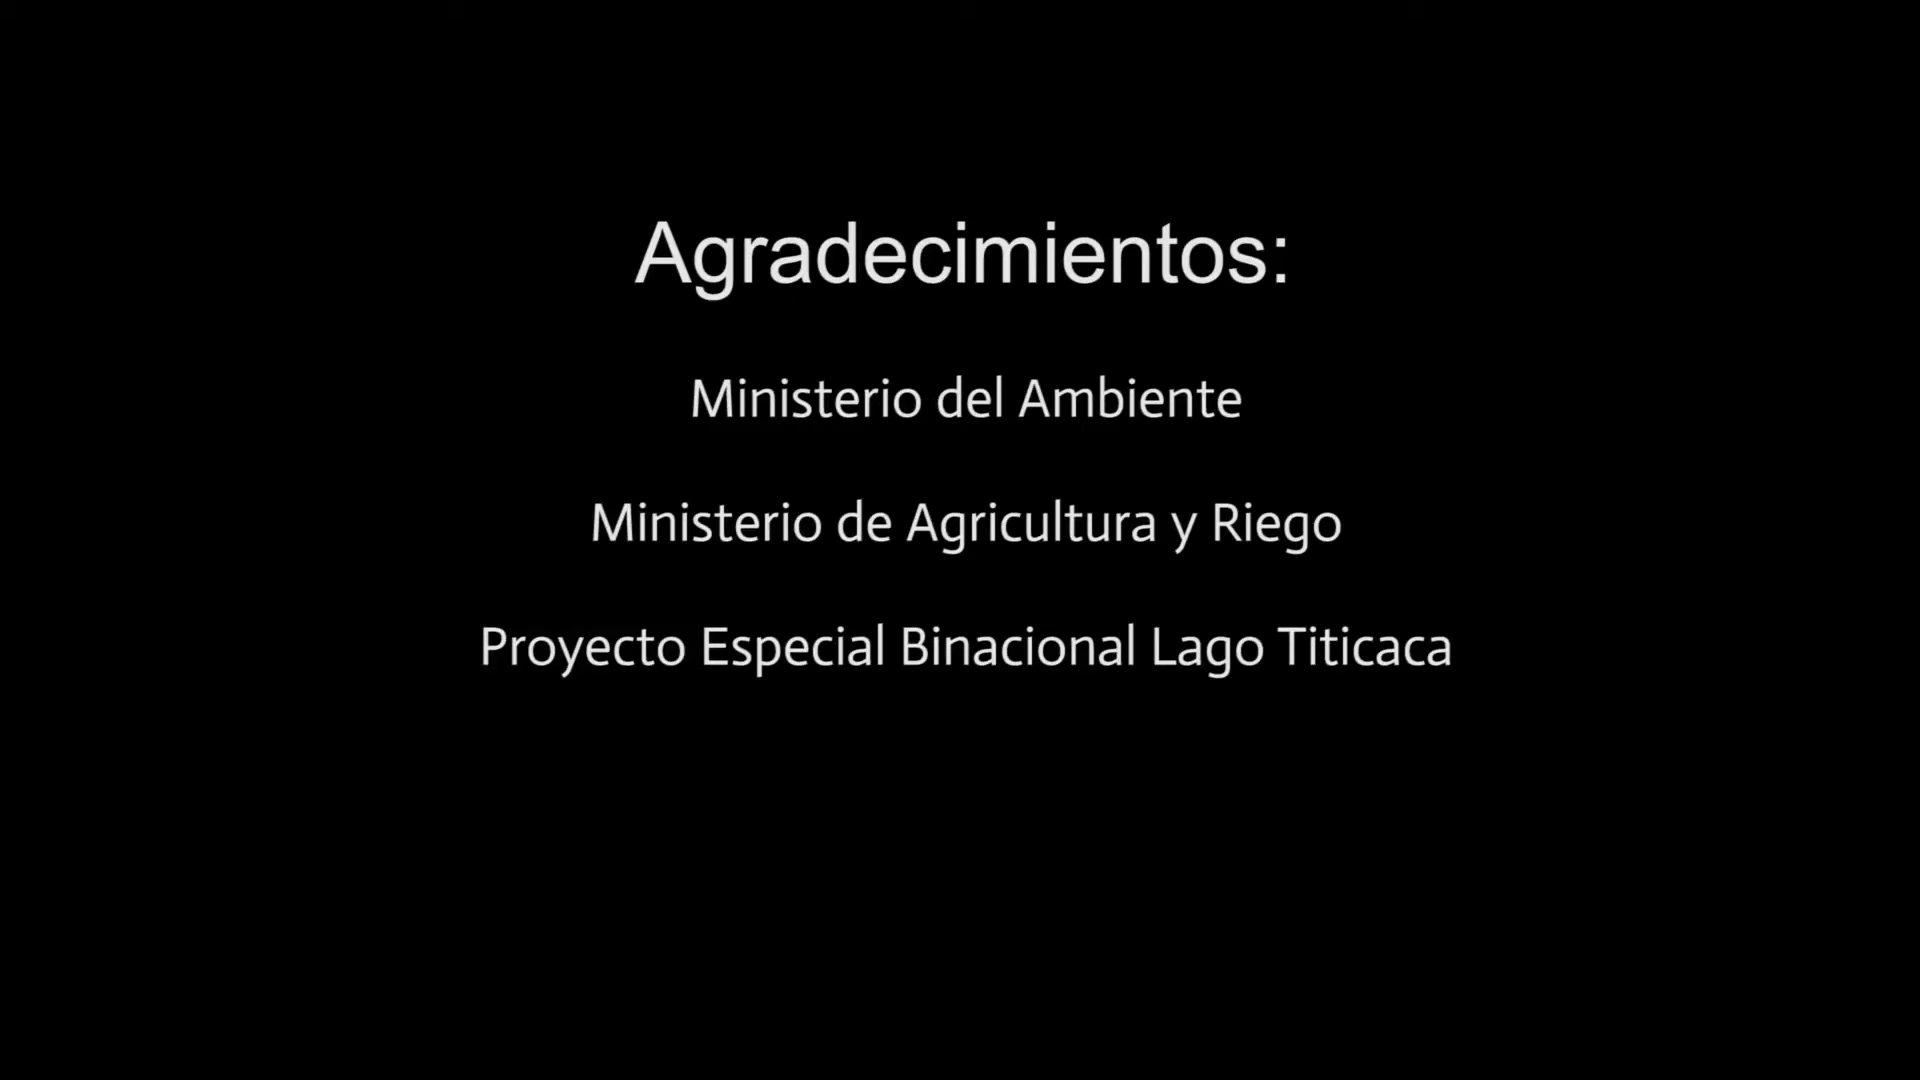 Agradecimientos:
Ministerio del Ambiente
Ministerio de Agricultura y Riego
Proyecto Especial Binacional Lago Titicaca